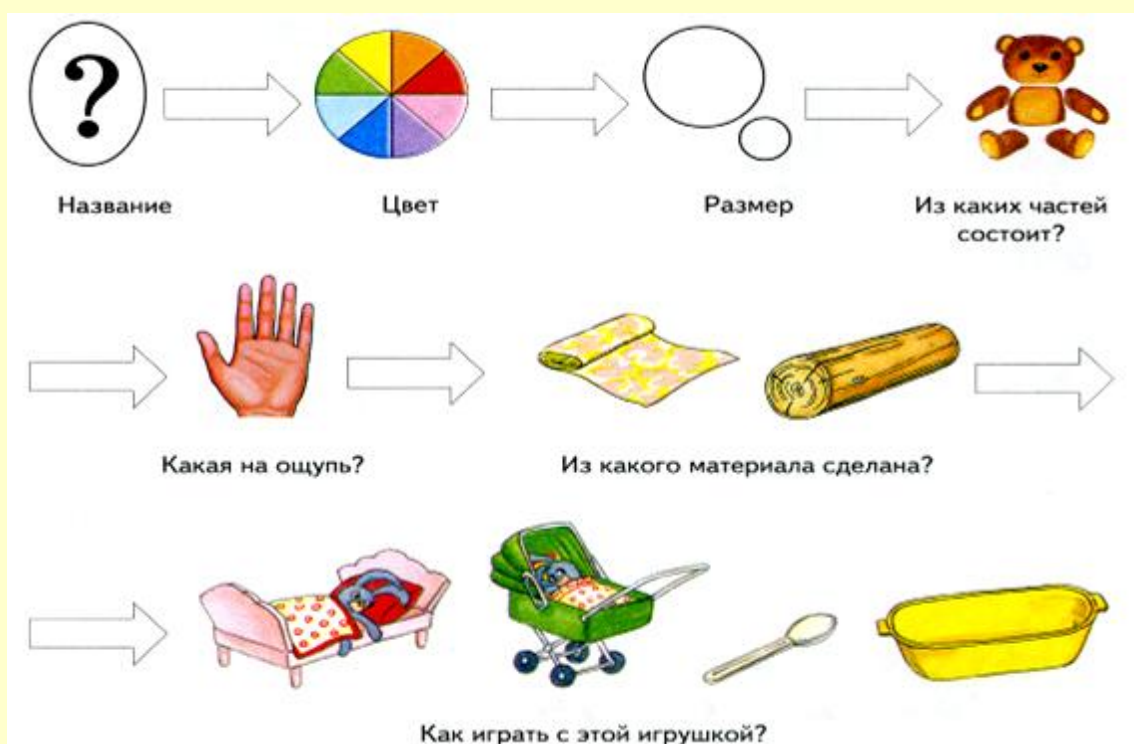 ?
Название
Цвет
Размер
Из каких частей
состоит?
Какая на ощупь?
Из какого материала сделана?
Как играть с этой игрушкой?